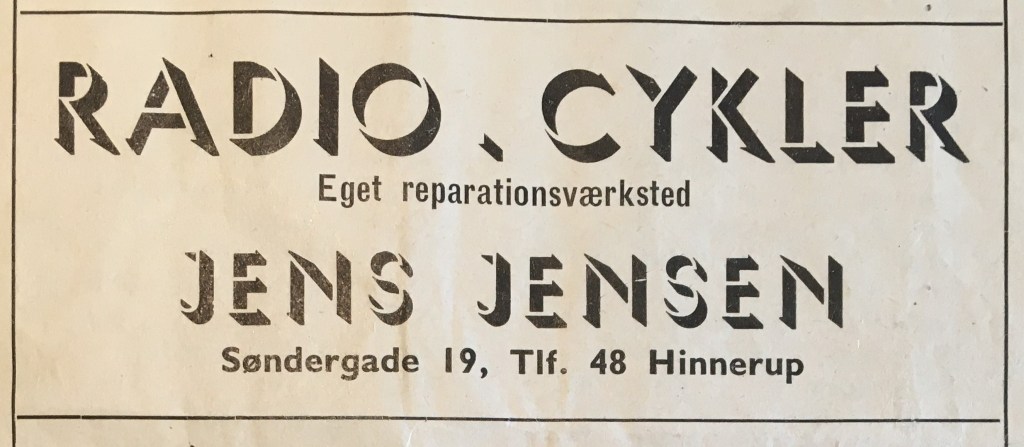 RADIO, CYKLER
Eget reparationsværksted
JENS JENSEN
Søndergade 19, Tlf. 48 Hinnerup